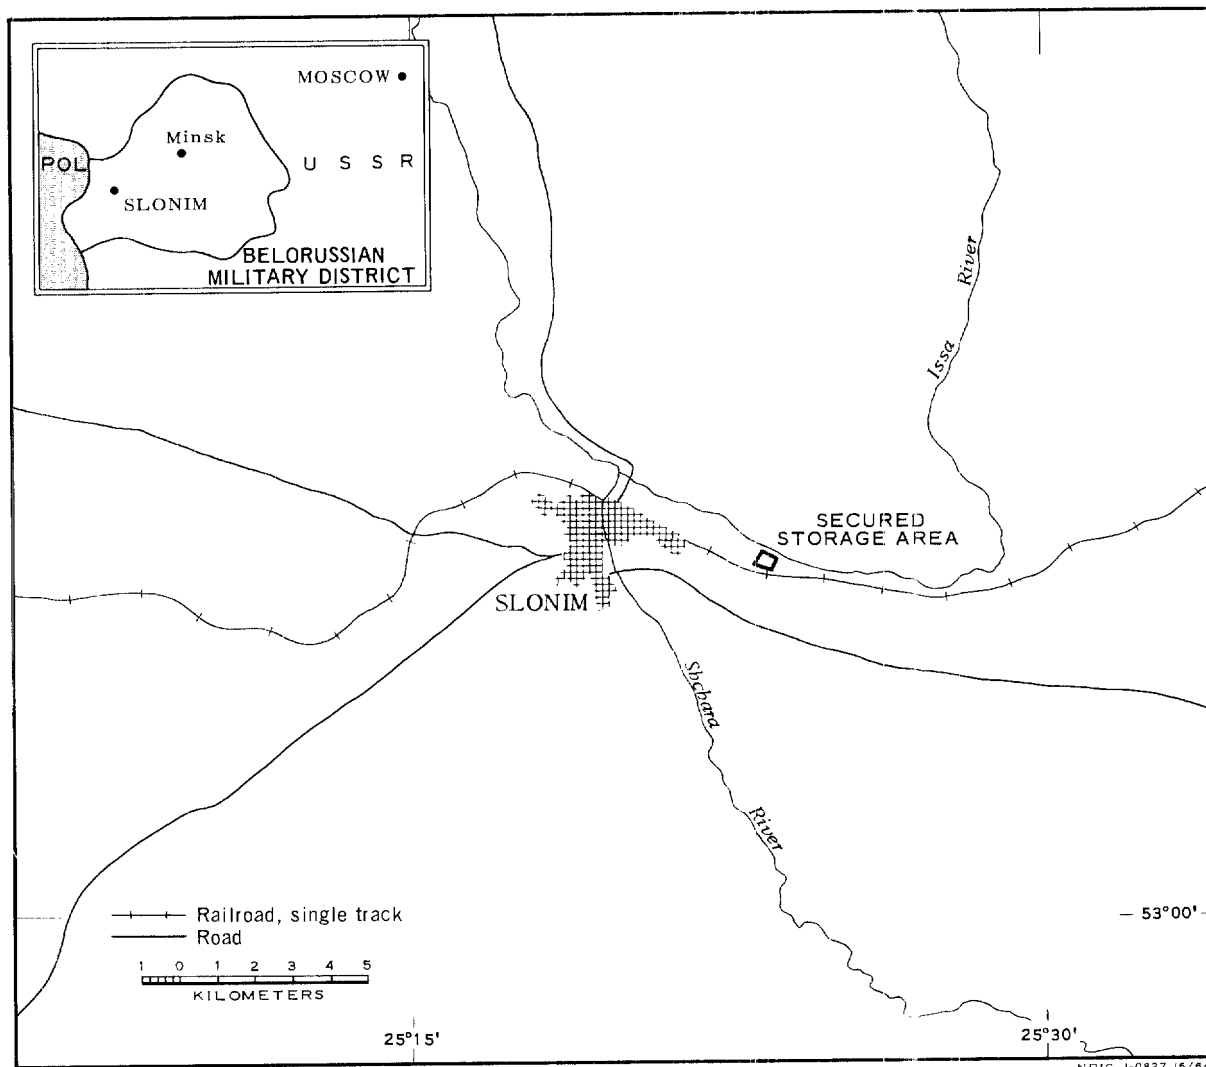 MOSCOW
Minsk
POL
U S S R
SLONIM
BELORUSSIAN
MILITARY DISTRICT
Issa River
SECURED
STORAGE AREA
SLONIM
Shchara River
Railroad, single track
Road
1 0 1 2 3 4 5
KILOMETERS
53°00'
25°15'
25°30'